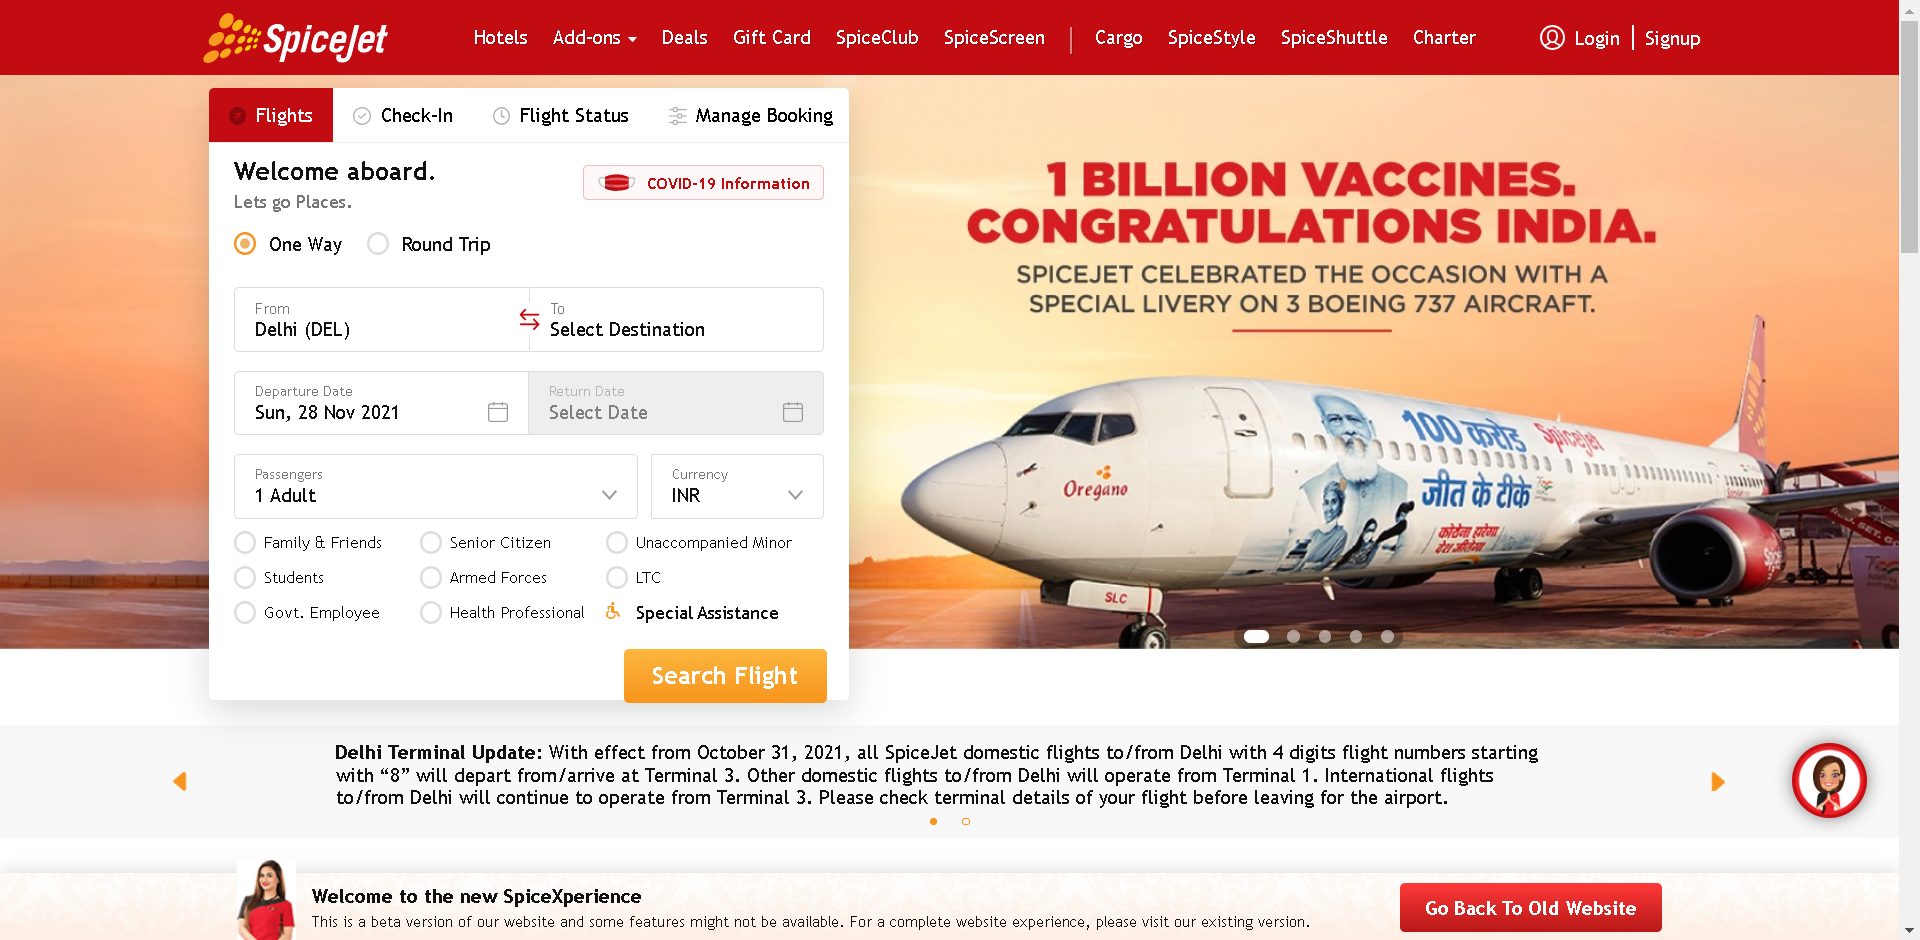 SpiceJet
Hotels
Add-ons
Deals
Gift Card
SpiceClub
SpiceScreen
Cargo
SpiceStyle
SpiceShuttle
Charter
Login
Signup
Flights
Check-In
Flight Status
Manage Booking
Welcome aboard.
Lets go Places.
COVID-19 Information
One Way
Round Trip
From
Delhi (DEL)
To
Select Destination
Departure Date
Sun, 28 Nov 2021
Return Date
Select Date
Passengers
1 Adult
Currency
INR
Family & Friends
Senior Citizen
Unaccompanied Minor
Students
Armed Forces
LTC
Govt. Employee
Health Professional
Special Assistance
Search Flight
1 BILLION VACCINES.
CONGRATULATIONS INDIA.
SPICEJET CELEBRATED THE OCCASION WITH A
SPECIAL LIVERY ON 3 BOEING 737 AIRCRAFT.
Oregano
100 करोड़
SpiceJet
जीत के टीके
कोरोना हारेगा
देश जीतेगा
SLC
Spicejet
Delhi Terminal Update: With effect from October 31, 2021, all SpiceJet domestic flights to/from Delhi with 4 digits flight numbers starting
with “8” will depart from/arrive at Terminal 3. Other domestic flights to/from Delhi will operate from Terminal 1. International flights
to/from Delhi will continue to operate from Terminal 3. Please check terminal details of your flight before leaving for the airport.
Welcome to the new SpiceXperience
This is a beta version of our website and some features might not be available. For a complete website experience, please visit our existing version.
Go Back To Old Website